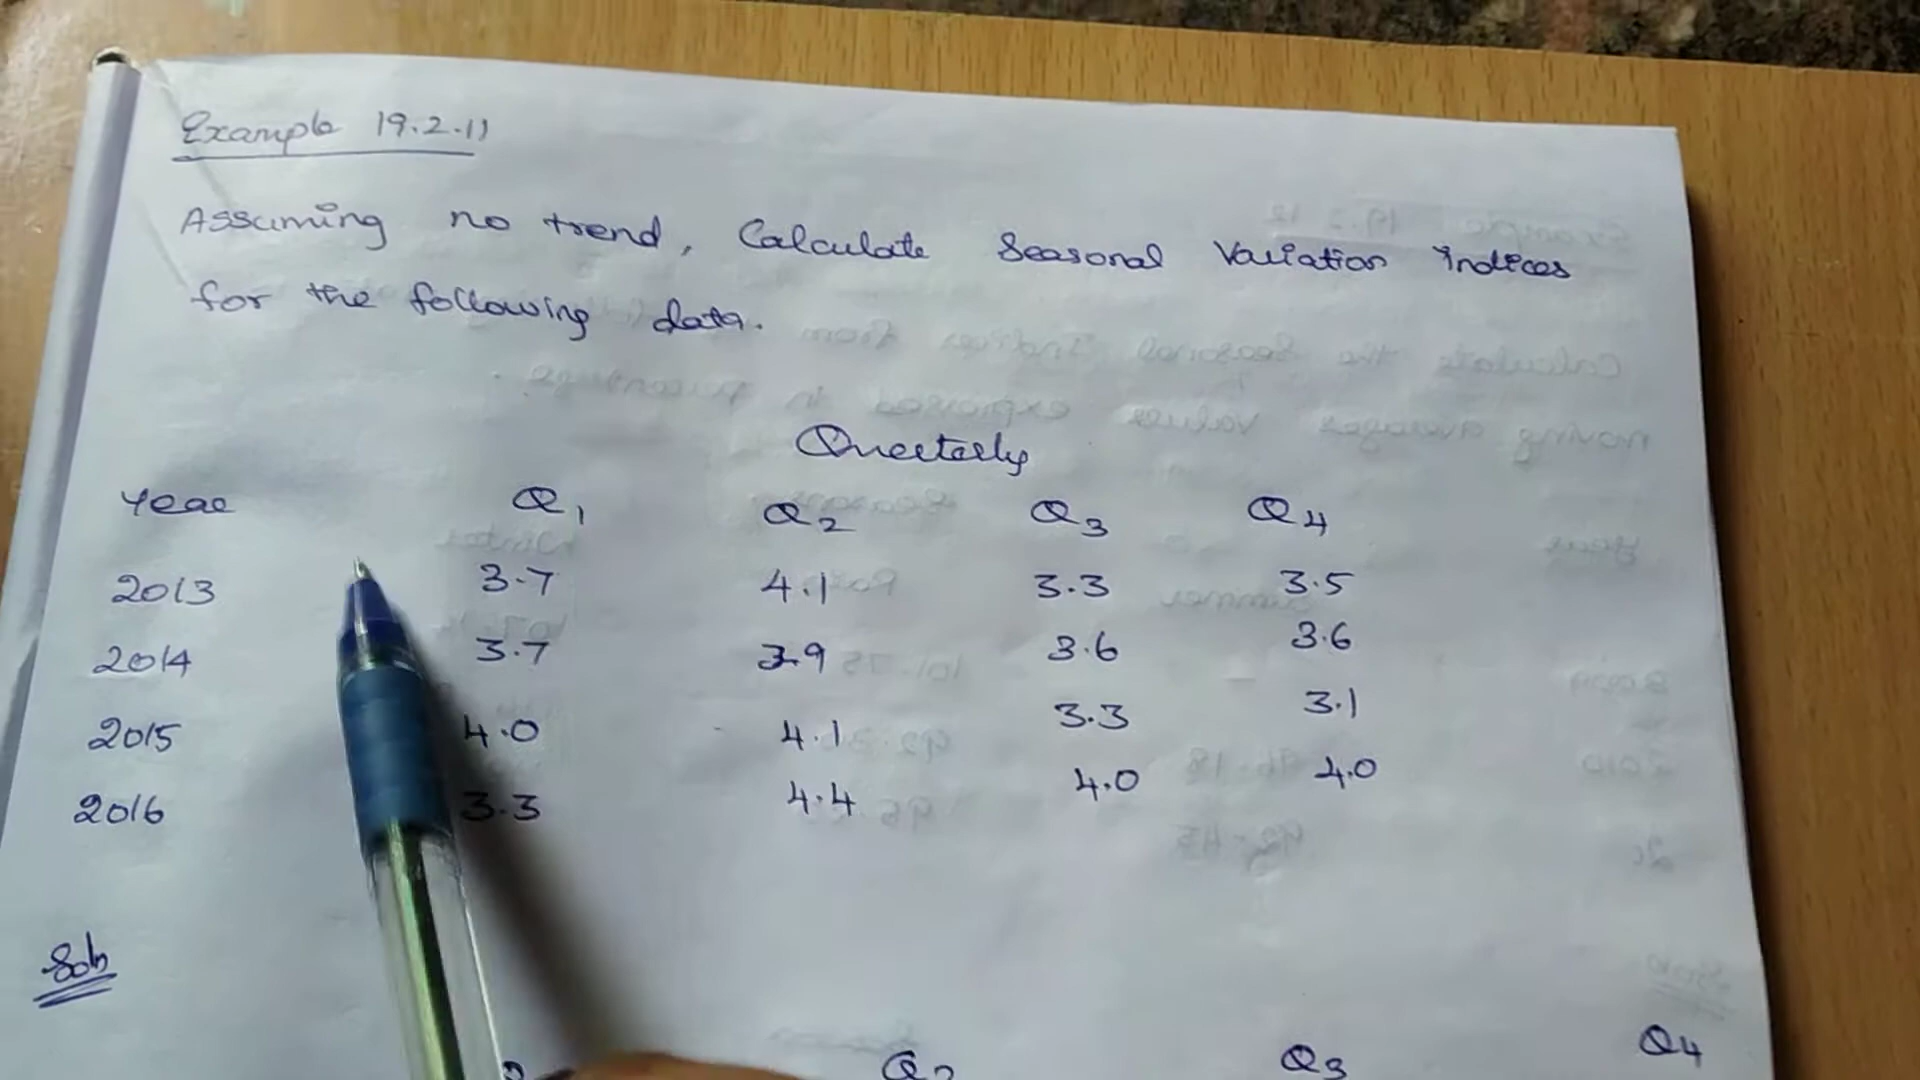 Example 19.2.11
Assuming no trend, Calculate Seasonal Variation Indices
for the following data.
Quarterly
Year Q1 Q2 Q3 Q4
2013 3.7 4.1 3.3 3.5
2014 3.7 3.9 3.6 3.6
2015 4.0 4.1 3.3 3.1
2016 3.3 4.4 4.0 4.0
Soln
Q2 Q3 Q4